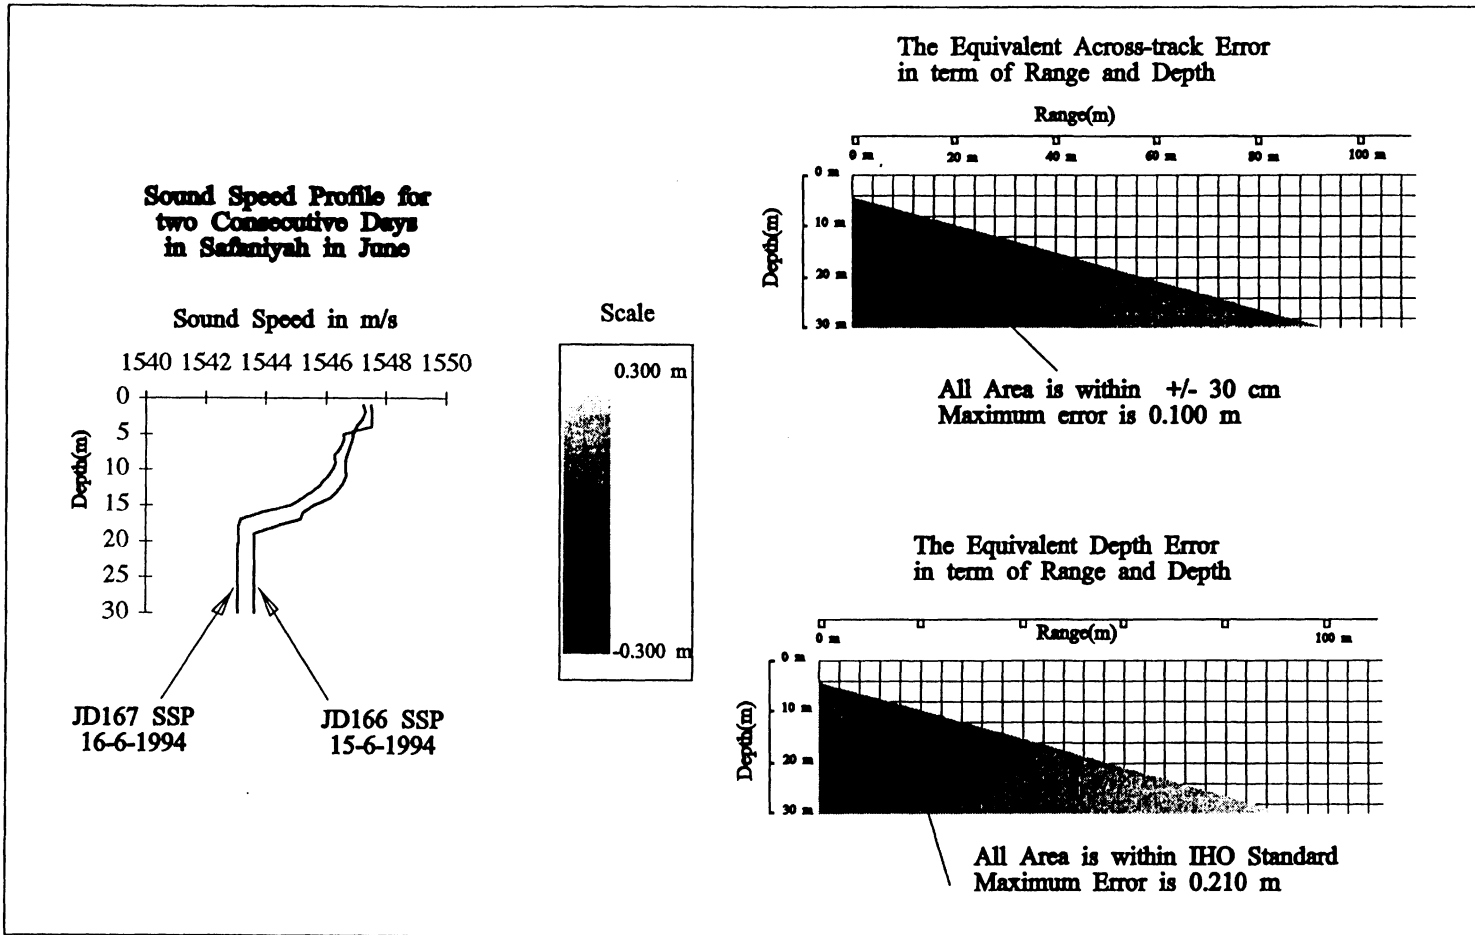 The Equivalent Across-track Error
in term of Range and Depth
Range(m)
0 m 20 m 40 m 60 m 80 m 100 m
Depth(m)
0 m
10 m
20 m
30 m
All Area is within +/- 30 cm
Maximum error is 0.100 m
Sound Speed Profile for
two Consecutive Days
in Safaniyah in June
Sound Speed in m/s
1540 1542 1544 1546 1548 1550
Depth(m)
0
5
10
15
20
25
30
JD167 SSP
16-6-1994
JD166 SSP
15-6-1994
Scale
0.300 m
-0.300 m
The Equivalent Depth Error
in term of Range and Depth
Range(m)
0 m 100 m
Depth(m)
0 m
10 m
20 m
30 m
All Area is within IHO Standard
Maximum Error is 0.210 m